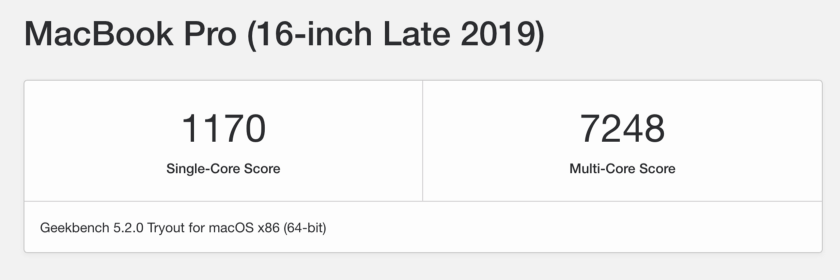 MacBook Pro (16-inch Late 2019)
1170
Single-Core Score
7248
Multi-Core Score
Geekbench 5.2.0 Tryout for macOS x86 (64-bit)